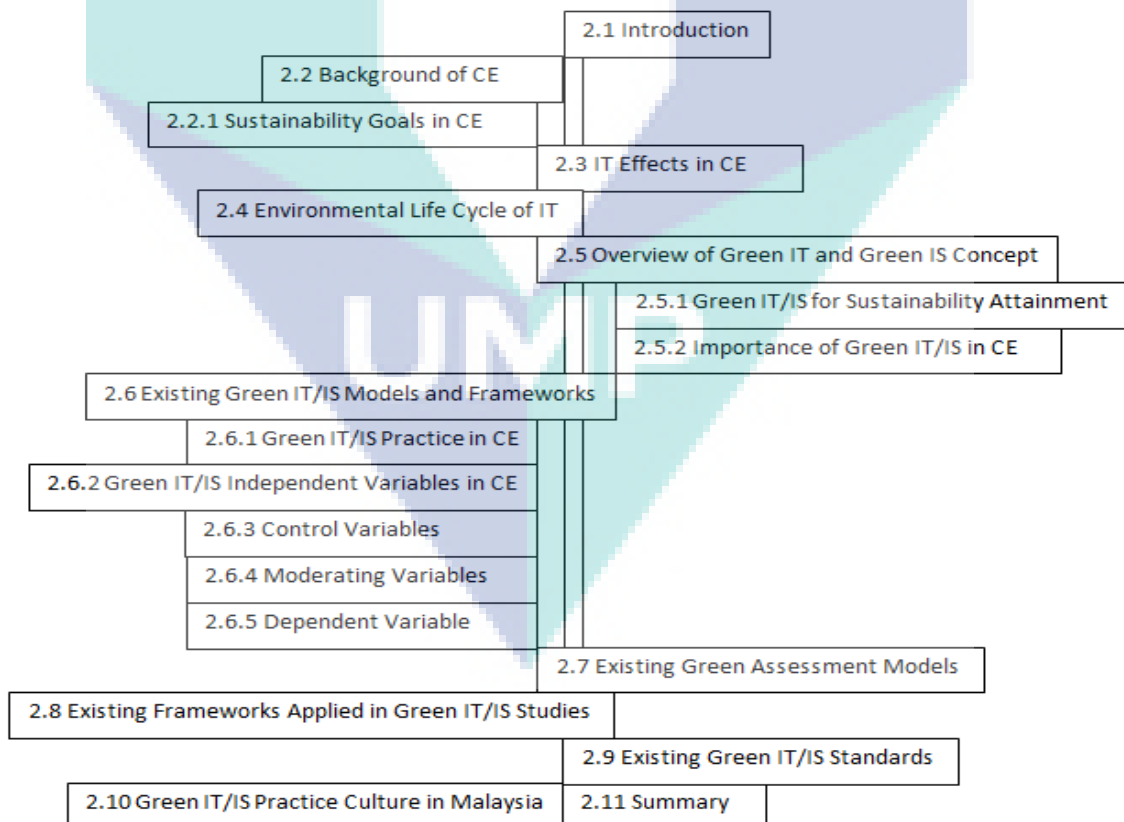 2.1 Introduction
2.2 Background of CE
2.2.1 Sustainability Goals in CE
2.3 IT Effects in CE
2.4 Environmental Life Cycle of IT
2.5 Overview of Green IT and Green IS Concept
2.5.1 Green IT/IS for Sustainability Attainment
2.5.2 Importance of Green IT/IS in CE
UMP
2.6 Existing Green IT/IS Models and Frameworks
2.6.1 Green IT/IS Practice in CE
2.6.2 Green IT/IS Independent Variables in CE
2.6.3 Control Variables
2.6.4 Moderating Variables
2.6.5 Dependent Variable
2.7 Existing Green Assessment Models
2.8 Existing Frameworks Applied in Green IT/IS Studies
2.9 Existing Green IT/IS Standards
2.10 Green IT/IS Practice Culture in Malaysia
2.11 Summary